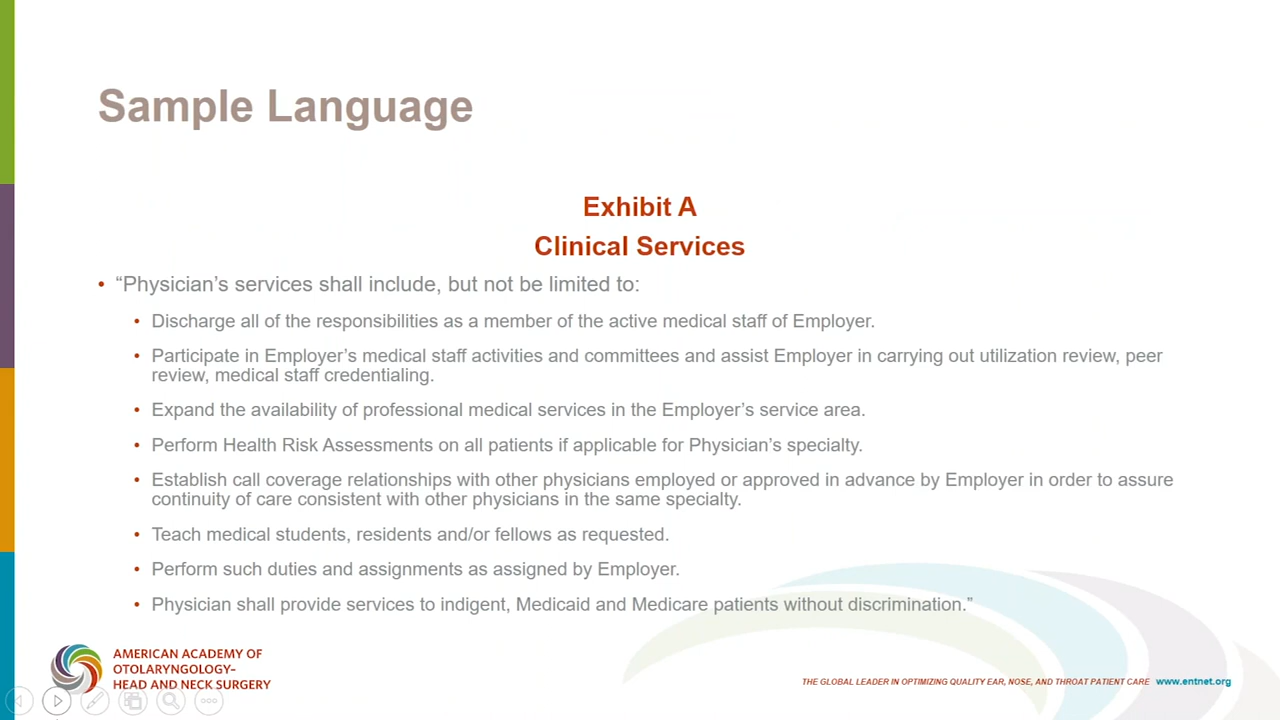 Sample Language
Exhibit A
Clinical Services
• “Physician’s services shall include, but not be limited to:
• Discharge all of the responsibilities as a member of the active medical staff of Employer.
• Participate in Employer’s medical staff activities and committees and assist Employer in carrying out utilization review, peer
review, medical staff credentialing.
• Expand the availability of professional medical services in the Employer’s service area.
• Perform Health Risk Assessments on all patients if applicable for Physician’s specialty.
• Establish call coverage relationships with other physicians employed or approved in advance by Employer in order to assure
continuity of care consistent with other physicians in the same specialty.
• Teach medical students, residents and/or fellows as requested.
• Perform such duties and assignments as assigned by Employer.
• Physician shall provide services to indigent, Medicaid and Medicare patients without discrimination.”
AMERICAN ACADEMY OF
OTOLARYNGOLOGY–
HEAD AND NECK SURGERY
THE GLOBAL LEADER IN OPTIMIZING QUALITY EAR, NOSE, AND THROAT PATIENT CARE www.entnet.org